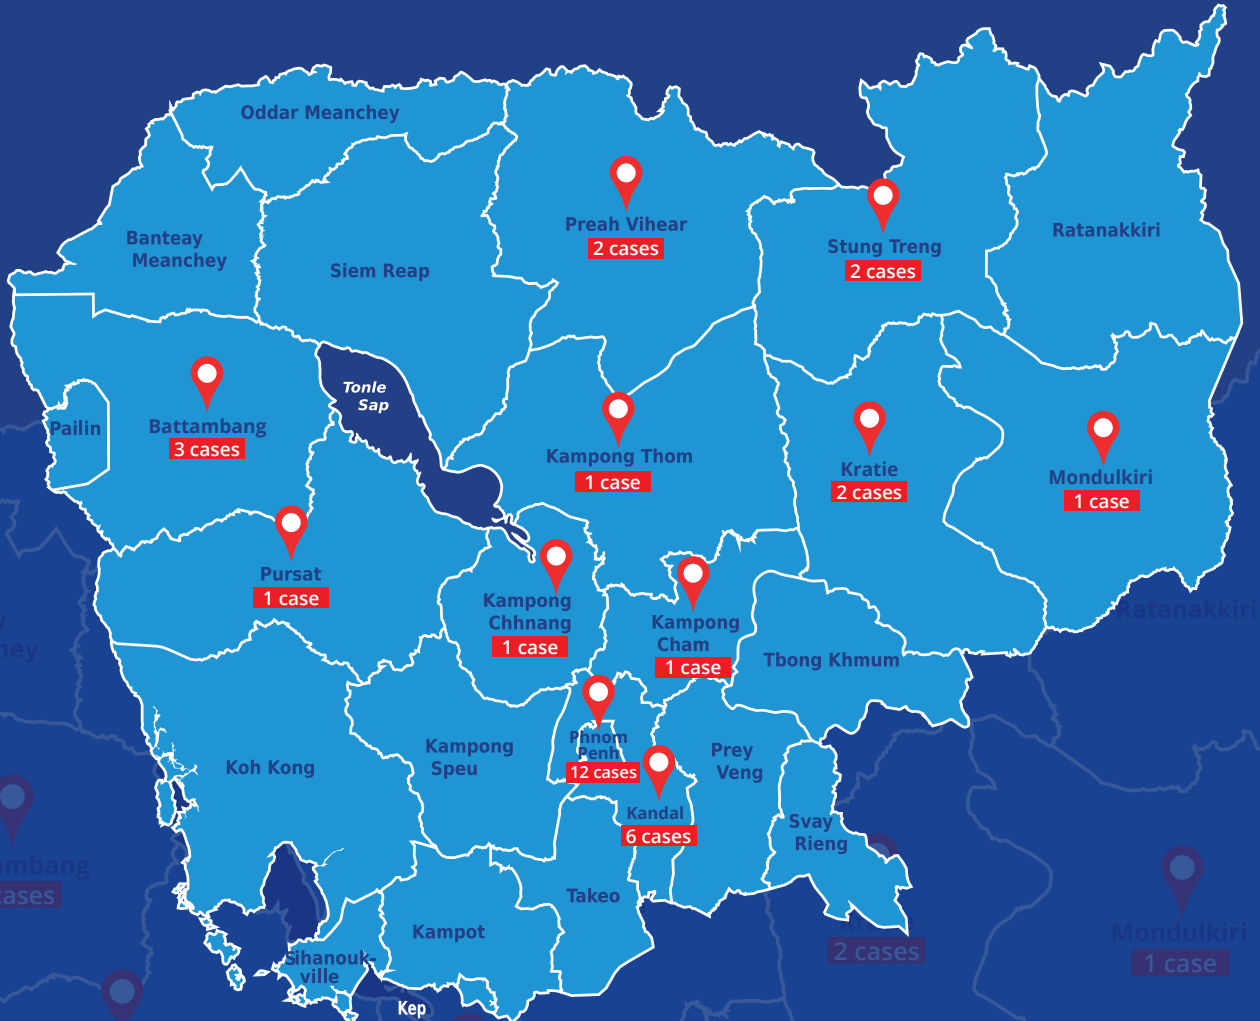 Oddar Meanchey
Preah Vihear
2 cases
Stung Treng
2 cases
Ratanakkiri
Banteay
Meanchey
Siem Reap
Tonle
Sap
Pailin
Battambang
3 cases
Kampong Thom
1 case
Kratie
2 cases
Mondulkiri
1 case
Pursat
1 case
Kampong
Chhnang
1 case
Kampong
Cham
1 case
Tbong Khmum
Ratanakkiri
Koh Kong
Kampong
Speu
Phnom
Penh
12 cases
Prey
Veng
Kandal
6 cases
Svay
Rieng
Takeo
Kampot
Sihanouk-
ville
Kep
ambang
cases
hey
2 cases
Mondulkiri
1 case